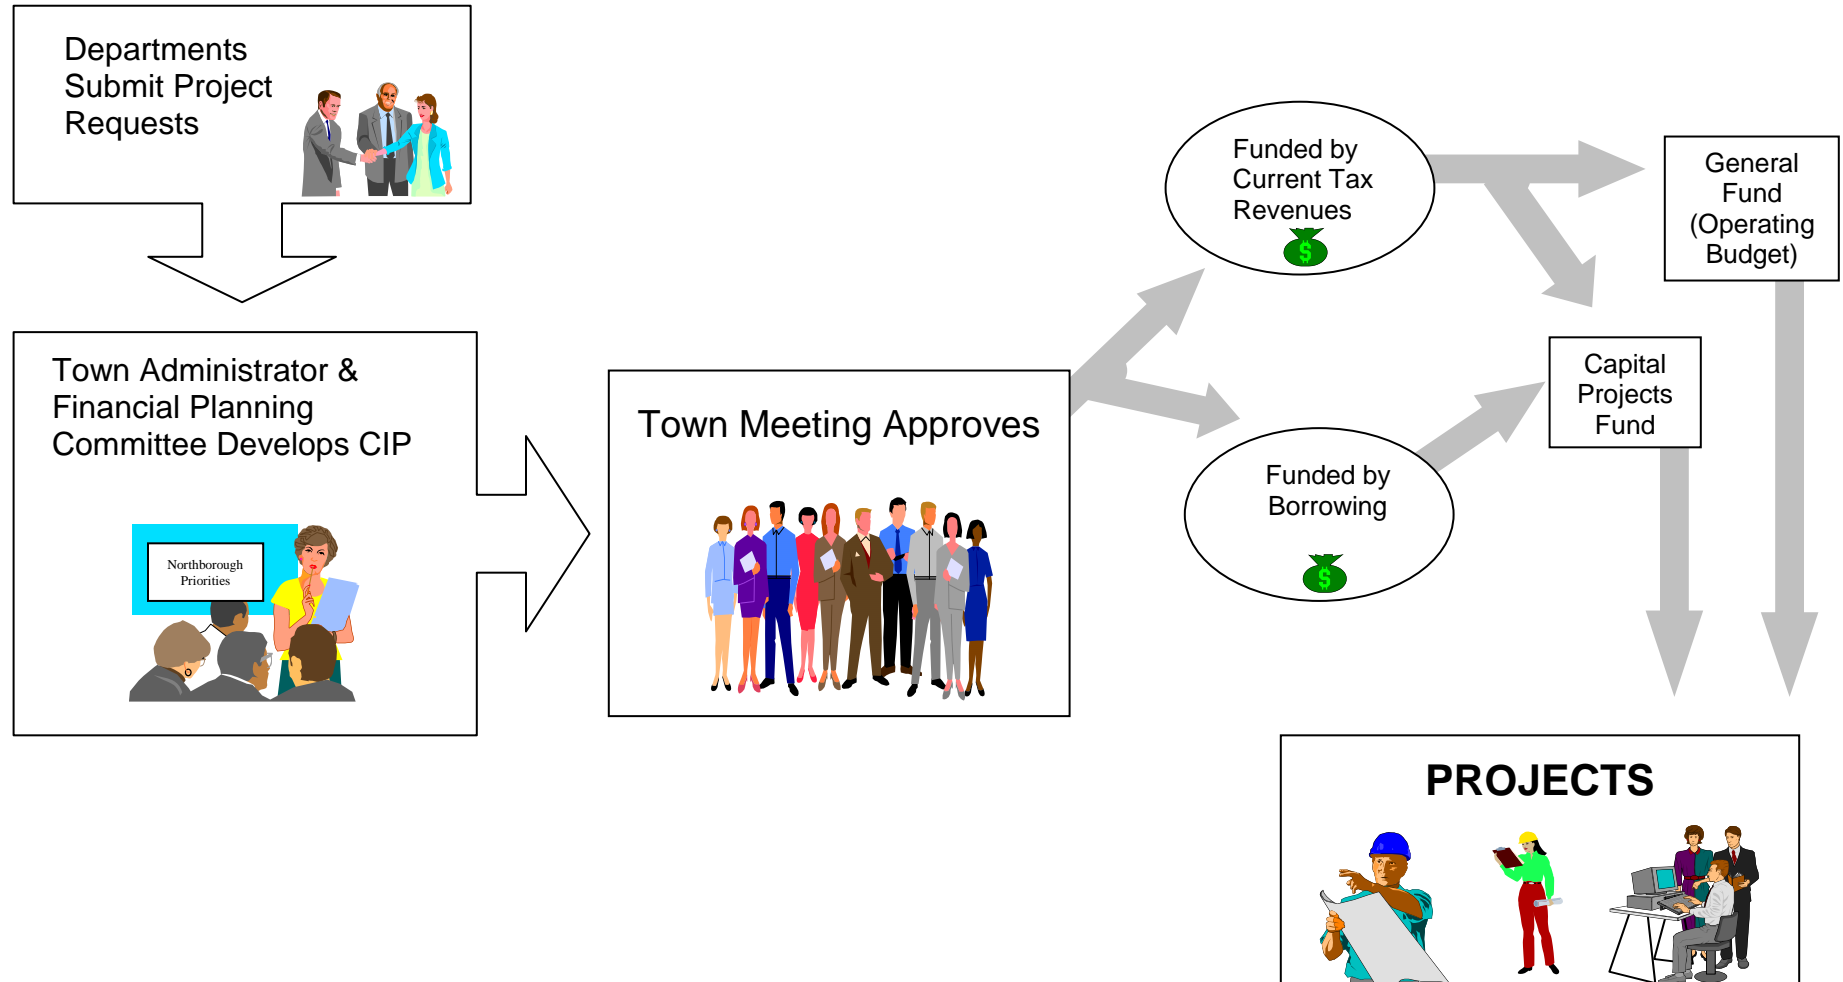 Departments
Submit Project
Requests
Town Administrator &
Financial Planning
Committee Develops CIP
Northborough
Priorities
Town Meeting Approves
Funded by
Current Tax
Revenues
$
Funded by
Borrowing
$
General
Fund
(Operating
Budget)
Capital
Projects
Fund
PROJECTS